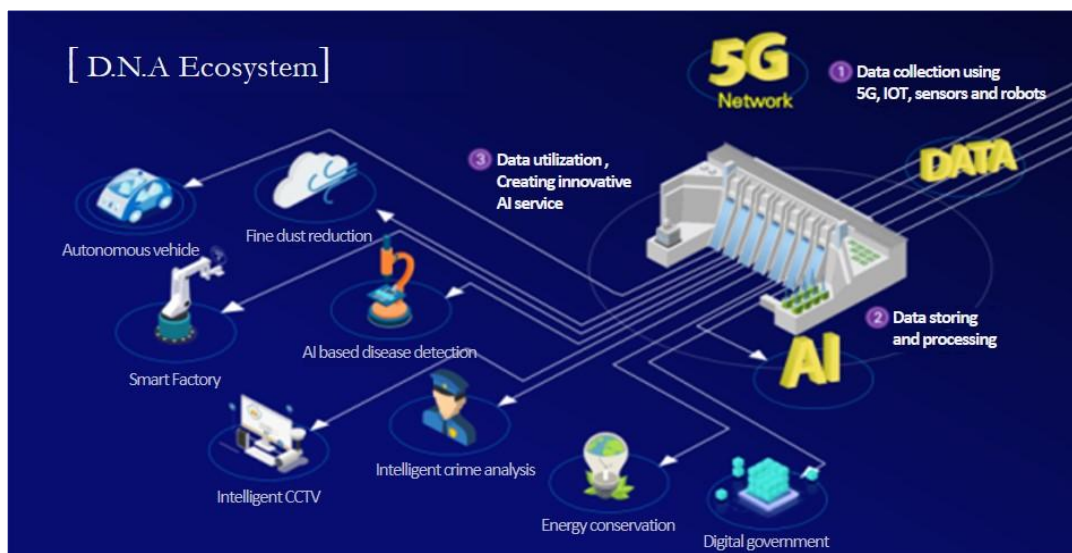 [ D.N.A Ecosystem]
5G
Network
1 Data collection using
5G, IOT, sensors and robots
DATA
3 Data utilization ,
Creating innovative
AI service
Autonomous vehicle
Fine dust reduction
2 Data storing
and processing
AI
AI based disease detection
Smart Factory
Intelligent crime analysis
Intelligent CCTV
Energy conservation
Digital government